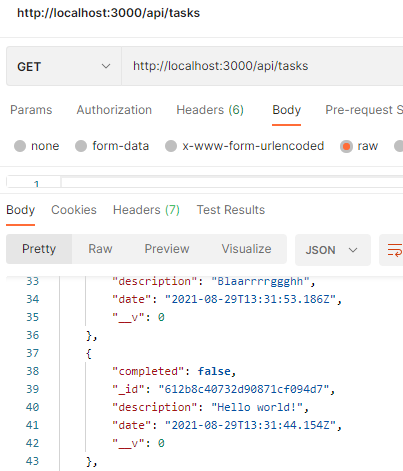 http://localhost:3000/api/tasks
GET http://localhost:3000/api/tasks
Params Authorization Headers (6) Body Pre-request S
none form-data x-www-form-urlencoded raw
1
Body Cookies Headers (7) Test Results
Pretty Raw Preview Visualize JSON
33 "description": "Blaarrrrggghh",
34 "date": "2021-08-29T13:31:53.186Z",
35 "__v": 0
36 },
37 {
38 "completed": false,
39 "_id": "612b8c40732d90871cf094d7",
40 "description": "Hello world!",
41 "date": "2021-08-29T13:31:44.154Z",
42 "__v": 0
43 },